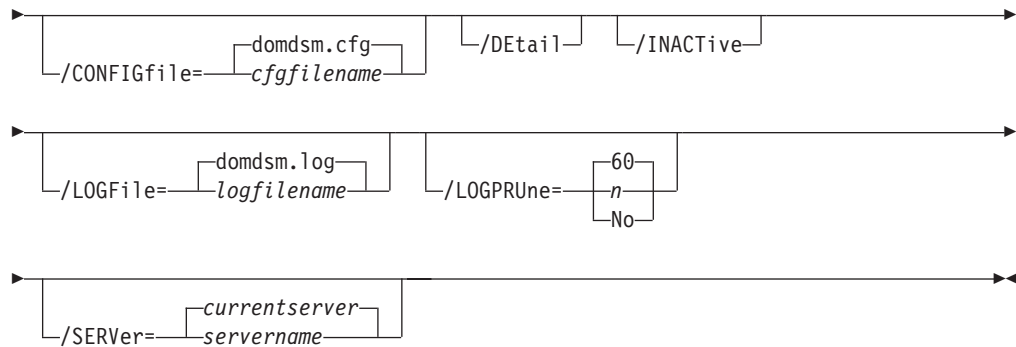 domdsm.cfg
/CONFIGfile= cfgfilename /DEtail /INACTive
domdsm.log 60
/LOGFile= logfilename /LOGPRUne= n
No
currentserver
/SERVer= servername